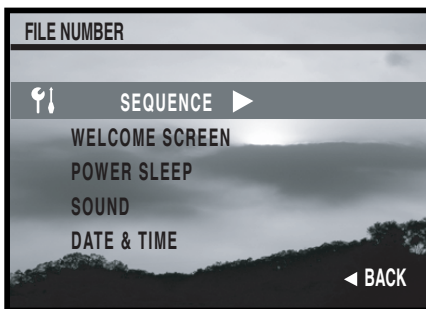 FILE NUMBER
SEQUENCE ▶
WELCOME SCREEN
POWER SLEEP
SOUND
DATE & TIME
◀ BACK